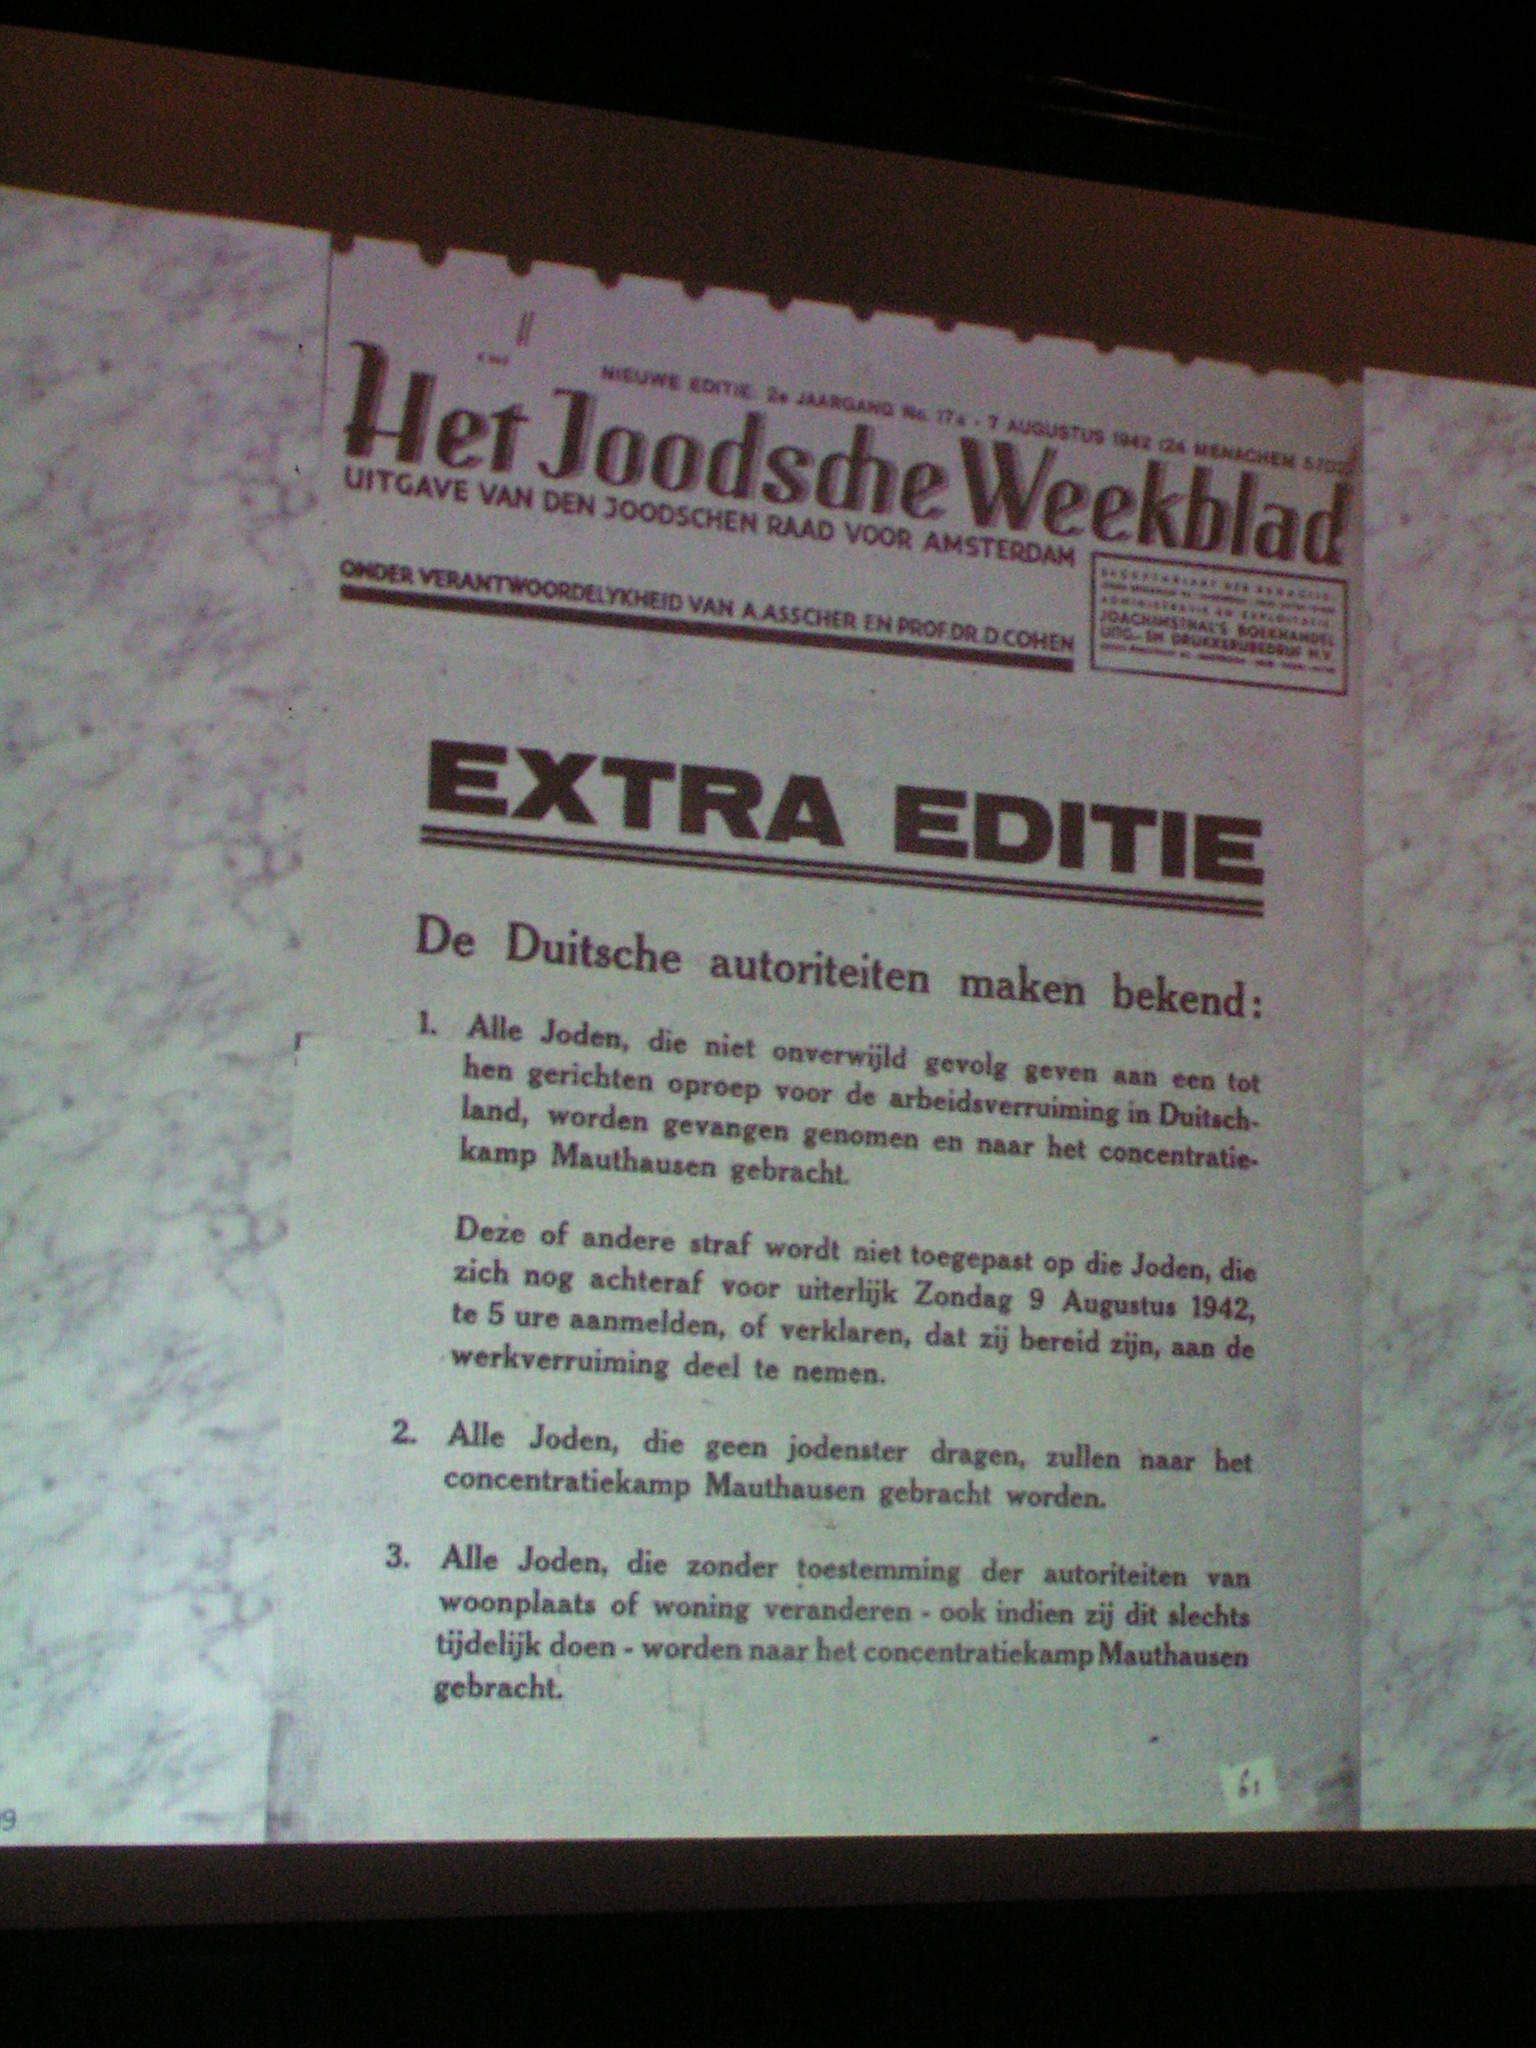 NIEUWE EDITIE. 2e JAARGANG No. 17a - 7 AUGUSTUS 1942 (24 MENACHEM
Het Joodsche Weekblad
UITGAVE VAN DEN JOODSCHEN RAAD VOOR AMSTERDAM
ONDER VERANTWOORDELYKHEID VAN A.ASSCHER EN PROF.DR.D.COHEN
JOACHIMSTHAL'S BOEKHANDEL
UITG.- EN DRUKKERIJBEDRIJF N.V.
EXTRA EDITIE
De Duitsche autoriteiten maken bekend:
1. Alle Joden, die niet onverwijld gevolg geven aan een tot
hen gerichten oproep voor de arbeidsverruiming in Duitsch-
land, worden gevangen genomen en naar het concentratie-
kamp Mauthausen gebracht.
Deze of andere straf wordt niet toegepast op die Joden, die
zich nog achteraf voor uiterlijk Zondag 9 Augustus 1942,
te 5 ure aanmelden, of verklaren, dat zij bereid zijn, aan de
werkverruiming deel te nemen.
2. Alle Joden, die geen jodenster dragen, zullen naar het
concentratiekamp Mauthausen gebracht worden.
3. Alle Joden, die zonder toestemming der autoriteiten van
woonplaats of woning veranderen - ook indien zij dit slechts
tijdelijk doen - worden naar het concentratiekamp Mauthausen
gebracht.
61